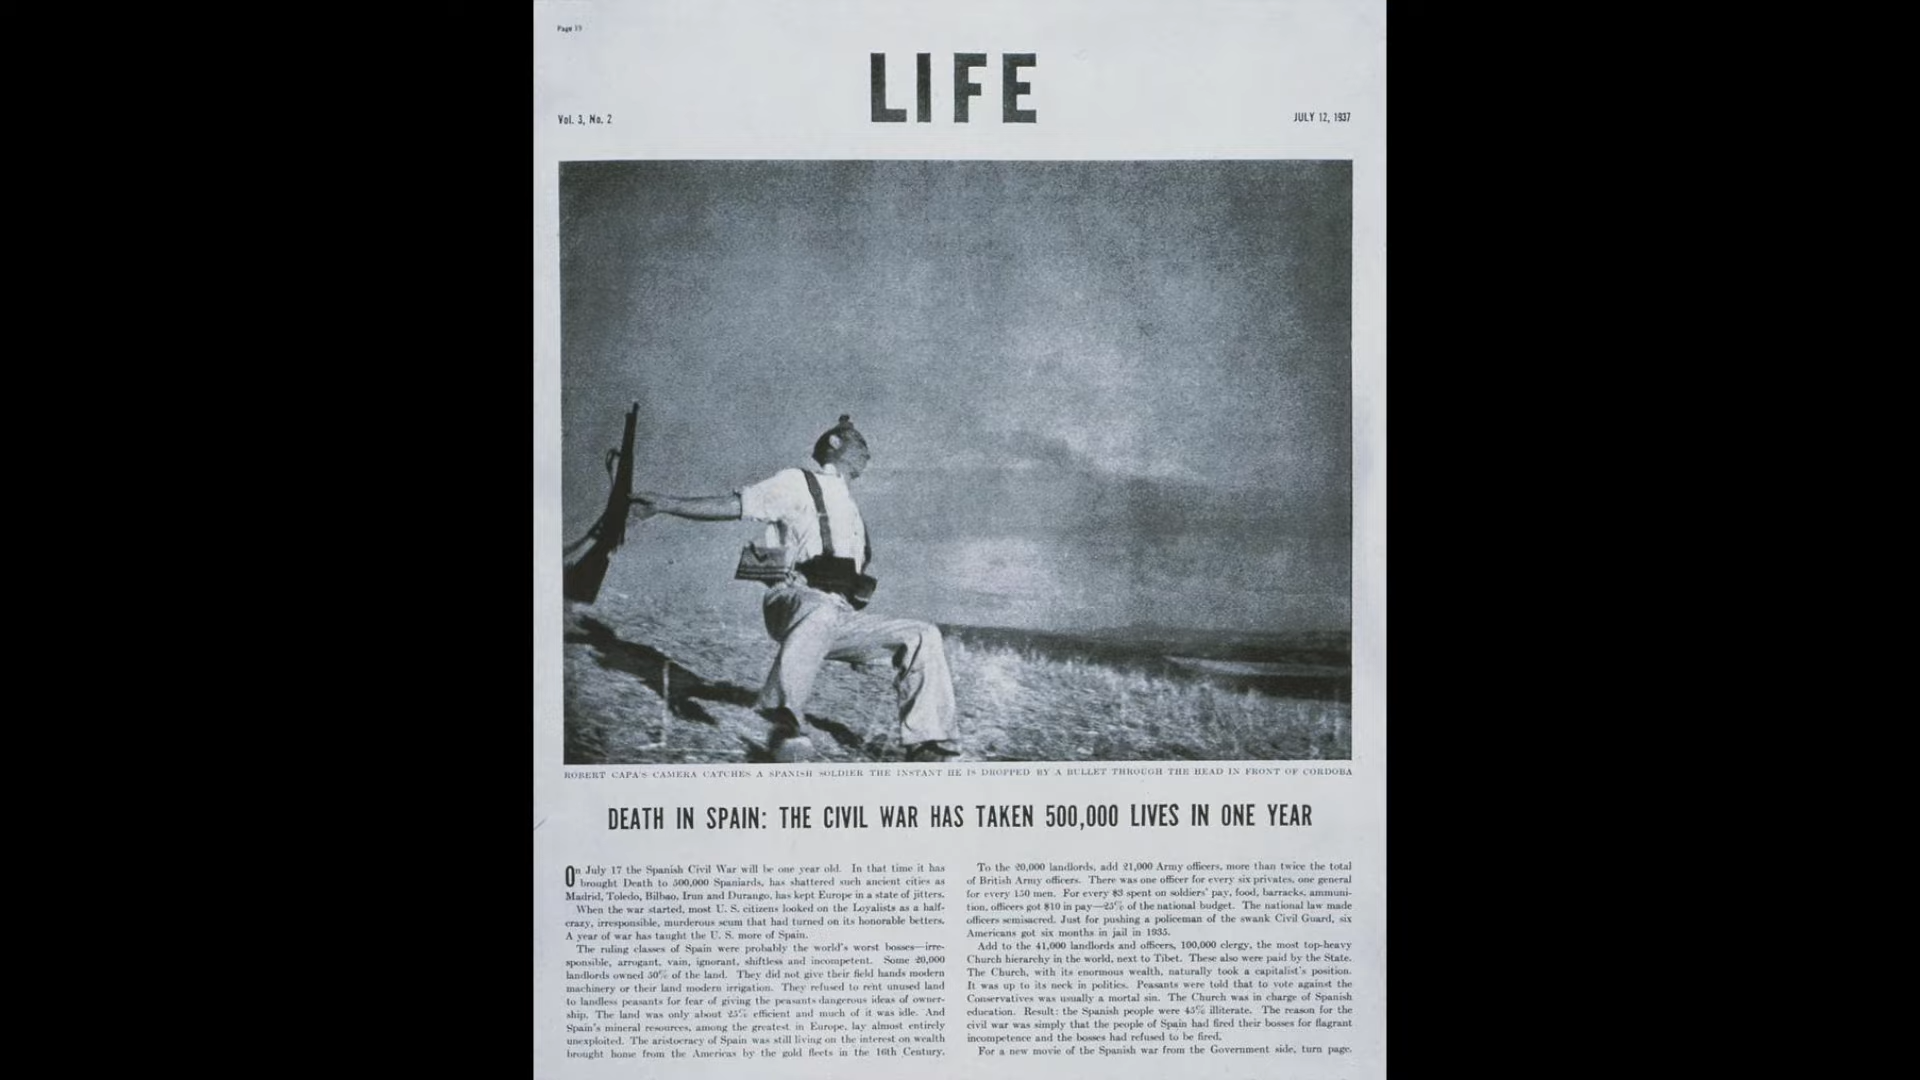 Page 19
LIFE
Vol. 3, No. 2
JULY 12, 1937
ROBERT CAPA'S CAMERA CATCHES A SPANISH SOLDIER THE INSTANT HE IS DROPPED BY A BULLET THROUGH THE HEAD IN FRONT OF CORDOBA
DEATH IN SPAIN: THE CIVIL WAR HAS TAKEN 500,000 LIVES IN ONE YEAR
On July 17 the Spanish Civil War will be one year old. In that time it has
brought Death to 500,000 Spaniards, has shattered such ancient cities as
Madrid, Toledo, Bilbao, Irun and Durango, has kept Europe in a state of jitters.
When the war started, most U. S. citizens looked on the Loyalists as a half-
crazy, irresponsible, murderous scum that had turned on its honorable betters.
A year of war has taught the U. S. more of Spain.
The ruling classes of Spain were probably the world's worst bosses—irre-
sponsible, arrogant, vain, ignorant, shiftless and incompetent. Some 20,000
landlords owned 50% of the land. They did not give their field hands modern
machinery or their land modern irrigation. They refused to rent unused land
to landless peasants for fear of giving the peasants dangerous ideas of owner-
ship. The land was only about 25% efficient and much of it was idle. And
Spain's mineral resources, among the greatest in Europe, lay almost entirely
unexploited. The aristocracy of Spain was still living on the interest on wealth
brought home from the Americas by the gold fleets in the 16th Century.
To the 20,000 landlords, add 21,000 Army officers, more than twice the total
of British Army officers. There was one officer for every six privates, one general
for every 150 men. For every $3 spent on soldiers' pay, food, barracks, ammuni-
tion, officers got $10 in pay—25% of the national budget. The national law made
officers semisacred. Just for pushing a policeman of the swank Civil Guard, six
Americans got six months in jail in 1935.
Add to the 41,000 landlords and officers, 100,000 clergy, the most top-heavy
Church hierarchy in the world, next to Tibet. These also were paid by the State.
The Church, with its enormous wealth, naturally took a capitalist's position.
It was up to its neck in politics. Peasants were told that to vote against the
Conservatives was usually a mortal sin. The Church was in charge of Spanish
education. Result: the Spanish people were 45% illiterate. The reason for the
civil war was simply that the people of Spain had fired their bosses for flagrant
incompetence and the bosses had refused to be fired.
For a new movie of the Spanish war from the Government side, turn page.